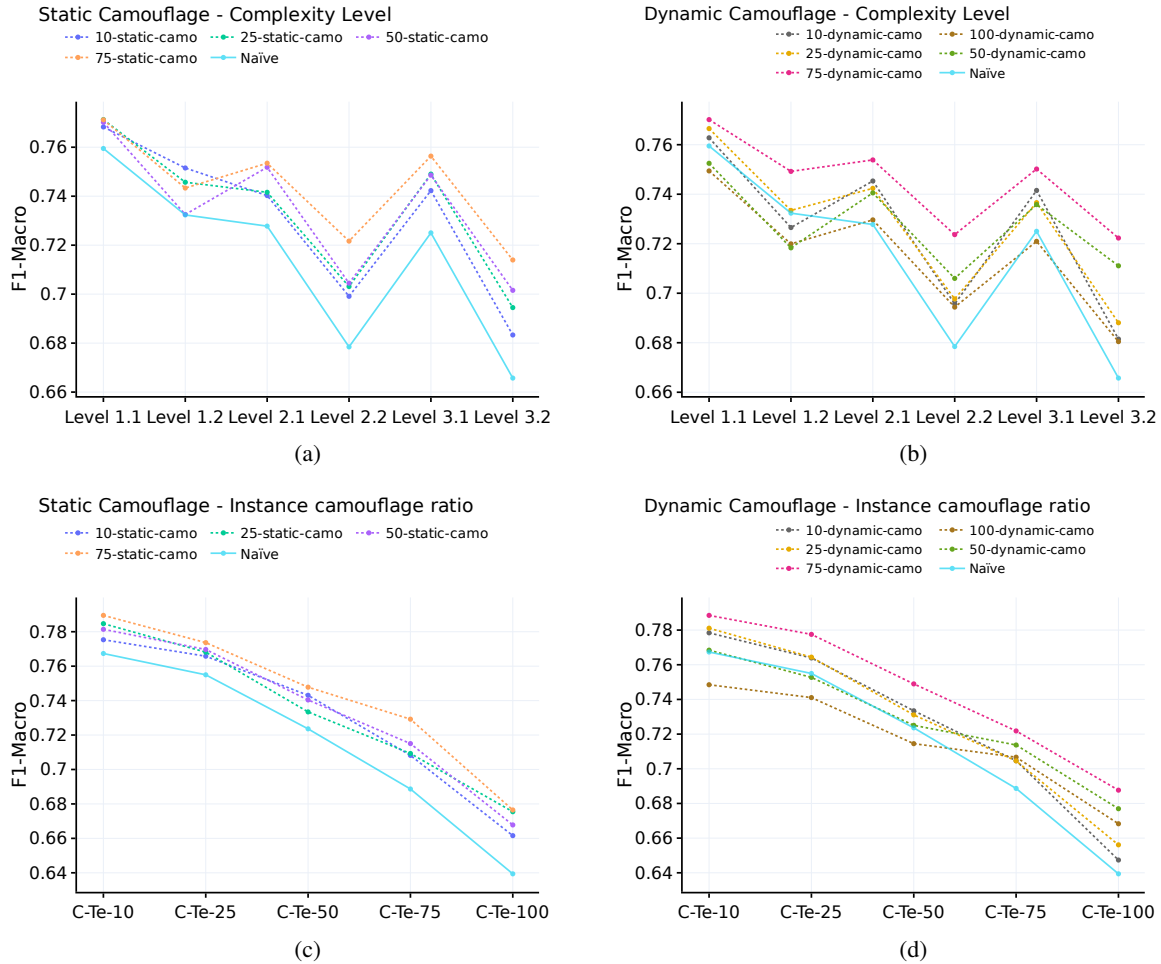 Static Camouflage - Complexity Level
10-static-camo 25-static-camo 50-static-camo
75-static-camo Naïve
F1-Macro
0.76
0.74
0.72
0.7
0.68
0.66
Level 1.1 Level 1.2 Level 2.1 Level 2.2 Level 3.1 Level 3.2
(a)
Dynamic Camouflage - Complexity Level
10-dynamic-camo 100-dynamic-camo
25-dynamic-camo 50-dynamic-camo
75-dynamic-camo Naïve
F1-Macro
0.76
0.74
0.72
0.7
0.68
0.66
Level 1.1 Level 1.2 Level 2.1 Level 2.2 Level 3.1 Level 3.2
(b)
Static Camouflage - Instance camouflage ratio
10-static-camo 25-static-camo 50-static-camo
75-static-camo Naïve
F1-Macro
0.78
0.76
0.74
0.72
0.7
0.68
0.66
0.64
C-Te-10 C-Te-25 C-Te-50 C-Te-75 C-Te-100
(c)
Dynamic Camouflage - Instance camouflage ratio
10-dynamic-camo 100-dynamic-camo
25-dynamic-camo 50-dynamic-camo
75-dynamic-camo Naïve
F1-Macro
0.78
0.76
0.74
0.72
0.7
0.68
0.66
0.64
C-Te-10 C-Te-25 C-Te-50 C-Te-75 C-Te-100
(d)